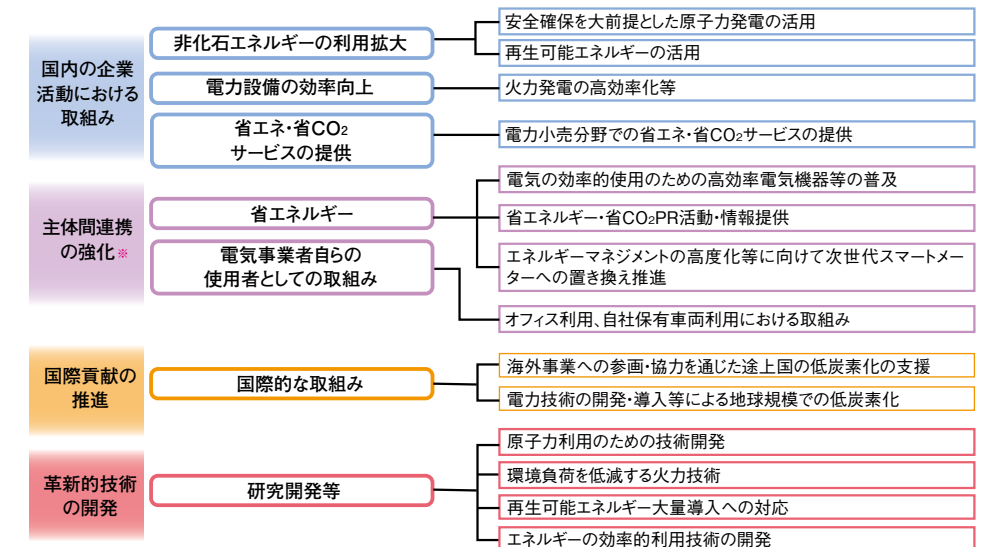 国内の企業
活動における
取組み
非化石エネルギーの利用拡大
安全確保を大前提とした原子力発電の活用
再生可能エネルギーの活用
電力設備の効率向上
火力発電の高効率化等
省エネ・省CO₂
サービスの提供
電力小売分野での省エネ・省CO₂サービスの提供
主体間連携
の強化※
省エネルギー
電気の効率的使用のための高効率電気機器等の普及
省エネルギー・省CO₂PR活動・情報提供
エネルギーマネジメントの高度化等に向けて次世代スマートメー
ターへの置き換え推進
電気事業者自らの
使用者としての取組み
オフィス利用、自社保有車両利用における取組み
国際貢献の
推進
国際的な取組み
海外事業への参画・協力を通じた途上国の低炭素化の支援
電力技術の開発・導入等による地球規模での低炭素化
革新的技術
の開発
研究開発等
原子力利用のための技術開発
環境負荷を低減する火力技術
再生可能エネルギー大量導入への対応
エネルギーの効率的利用技術の開発